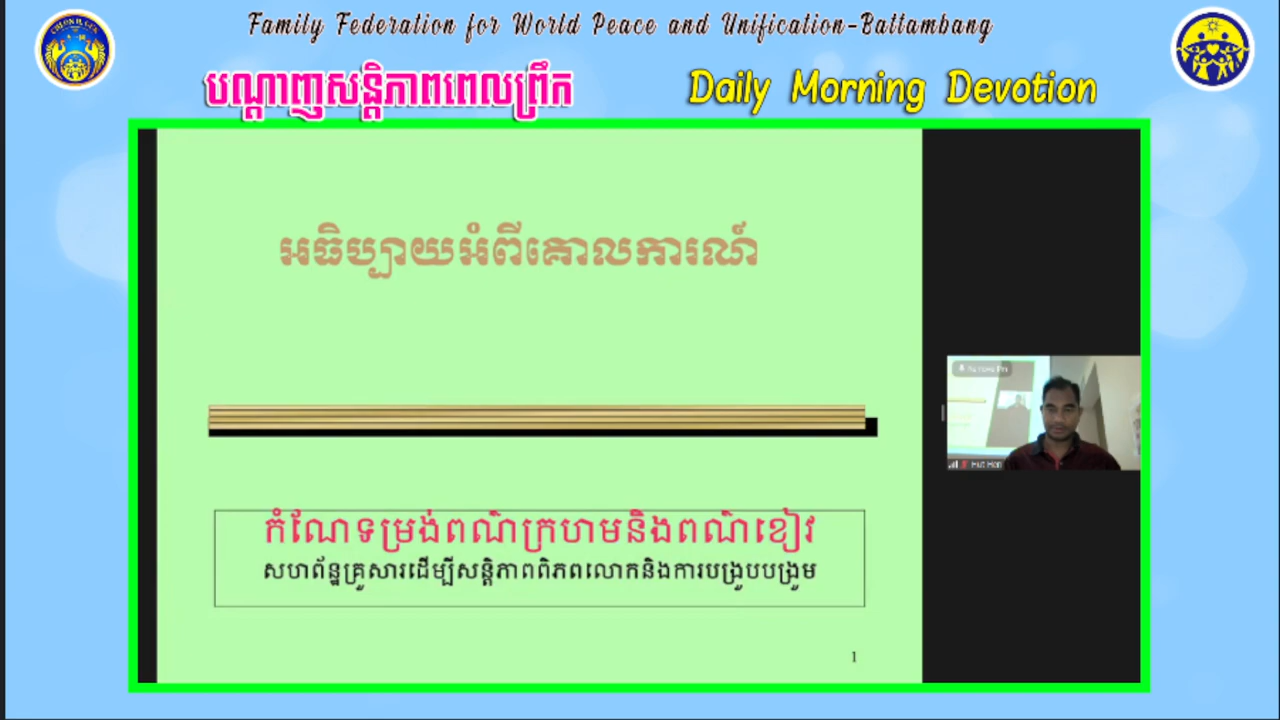 Family Federation for World Peace and Unification-Battambang
CHEON IL GUK
បណ្ដាញសន្តិភាពពេលព្រឹក
Daily Morning Devotion
អធិប្បាយអំពីគោលការណ៍
កំណែទម្រង់ពណ៌ក្រហមនិងពណ៌ខៀវ
សហព័ន្ធគ្រួសារដើម្បីសន្តិភាពពិភពលោកនិងការបង្រួបបង្រួម
1